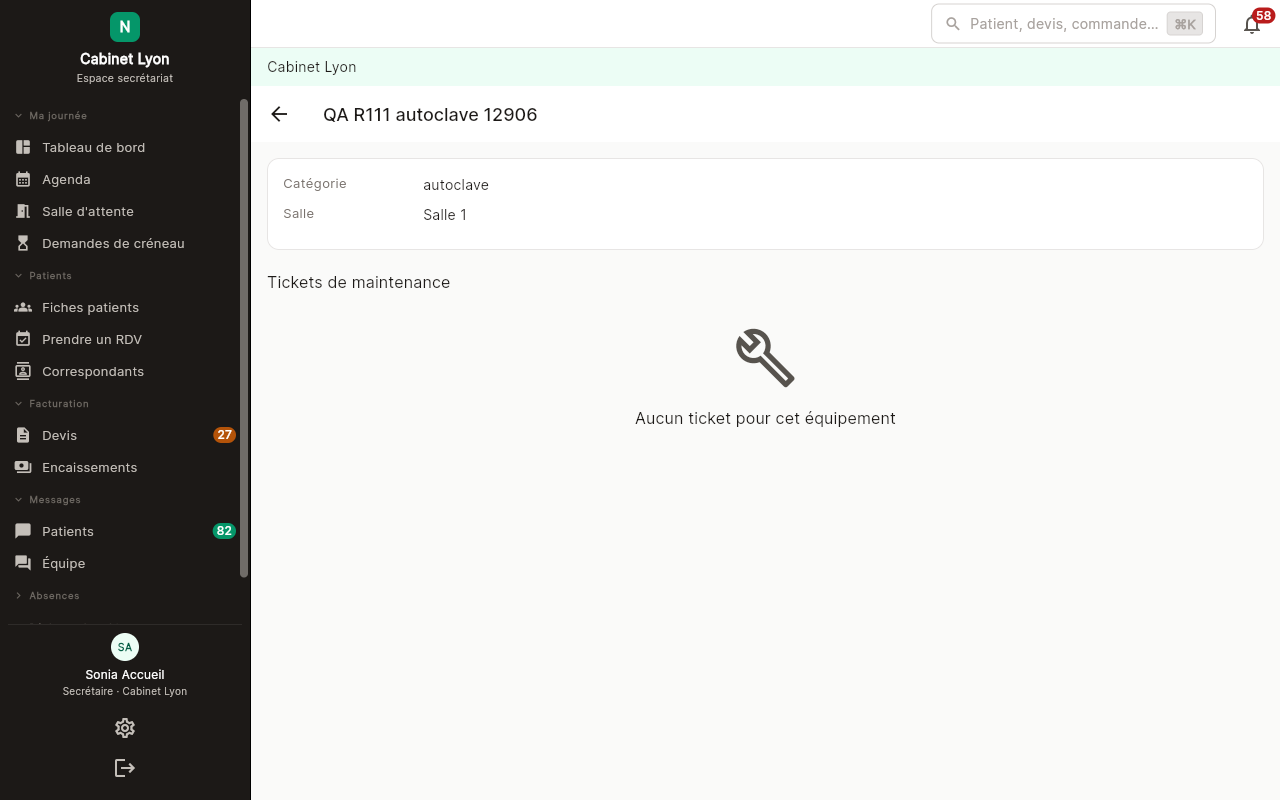 N
Cabinet Lyon
Espace secrétariat
Ma journée
Tableau de bord
Agenda
Salle d'attente
Demandes de créneau
Patients
Fiches patients
Prendre un RDV
Correspondants
Facturation
Devis 27
Encaissements
Messages
Patients 82
Équipe
Absences
SA
Sonia Accueil
Secrétaire · Cabinet Lyon
Patient, devis, commande... ⌘K
58
Cabinet Lyon
QA R111 autoclave 12906
Catégorie autoclave
Salle Salle 1
Tickets de maintenance
Aucun ticket pour cet équipement